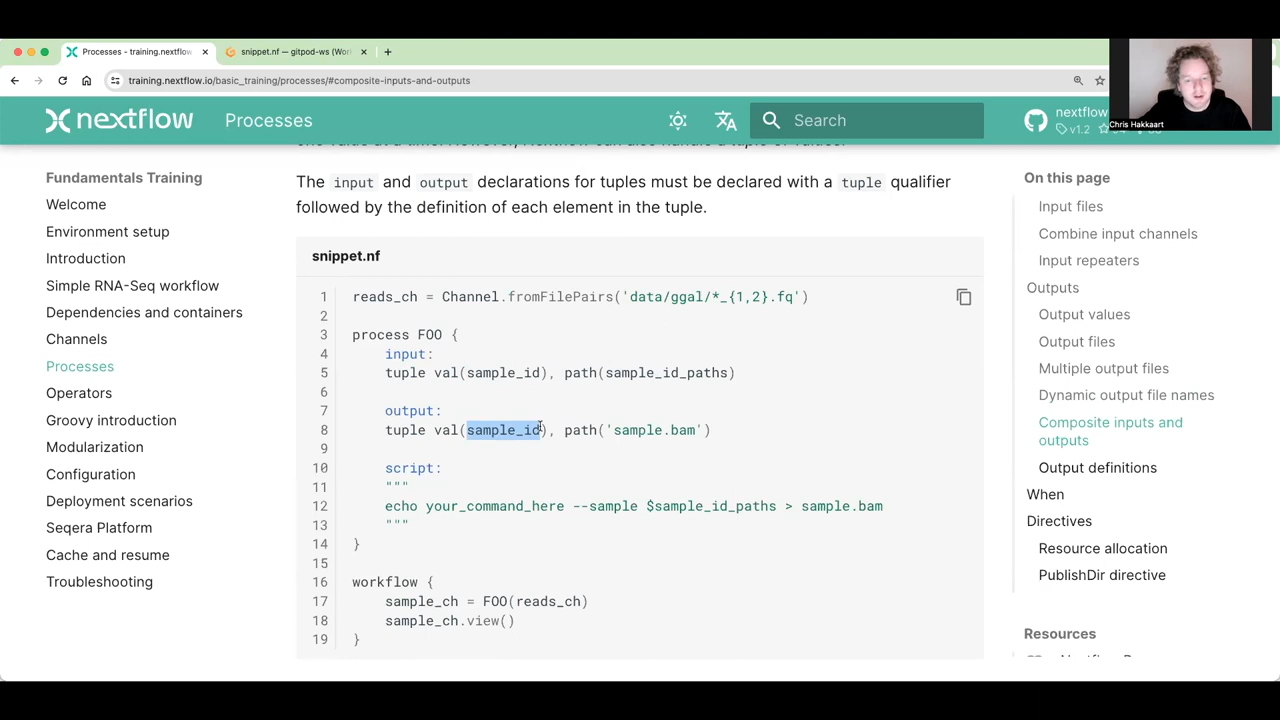 Processes - training.nextflow
snippet.nf — gitpod-ws (Wor
training.nextflow.io/basic_training/processes/#composite-inputs-and-outputs
nextflow
Processes
Search
nextflow
v1.2
Chris Hakkaart
Fundamentals Training
Welcome
Environment setup
Introduction
Simple RNA-Seq workflow
Dependencies and containers
Channels
Processes
Operators
Groovy introduction
Modularization
Configuration
Deployment scenarios
Seqera Platform
Cache and resume
Troubleshooting
The input and output declarations for tuples must be declared with a tuple qualifier
followed by the definition of each element in the tuple.
snippet.nf
1 reads_ch = Channel.fromFilePairs('data/ggal/*_{1,2}.fq')
2
3 process FOO {
4 input:
5 tuple val(sample_id), path(sample_id_paths)
6
7 output:
8 tuple val(sample_id), path('sample.bam')
9
10 script:
11 """
12 echo your_command_here --sample $sample_id_paths > sample.bam
13 """
14 }
15
16 workflow {
17 sample_ch = FOO(reads_ch)
18 sample_ch.view()
19 }
On this page
Input files
Combine input channels
Input repeaters
Outputs
Output values
Output files
Multiple output files
Dynamic output file names
Composite inputs and
outputs
Output definitions
When
Directives
Resource allocation
PublishDir directive
Resources